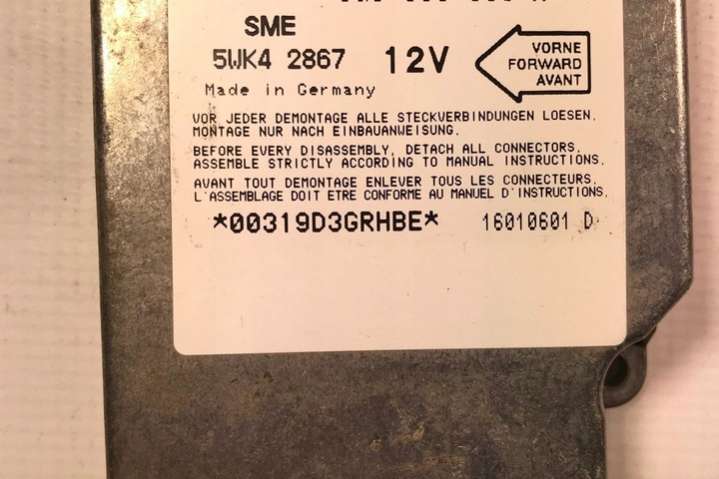 SME
5WK4 2867 12V
VORNE
FORWARD
AVANT
Made in Germany
VOR JEDER DEMONTAGE ALLE STECKVERBINDUNGEN LOESEN.
MONTAGE NUR NACH EINBAUANWEISUNG.
BEFORE EVERY DISASSEMBLY, DETACH ALL CONNECTORS.
ASSEMBLE STRICTLY ACCORDING TO MANUAL INSTRUCTIONS.
AVANT TOUT DEMONTAGE ENLEVER TOUS LES CONNECTEURS.
L'ASSEMBLAGE DOIT ETRE CONFORME AU MANUEL D'INSTRUCTIONS.
*00319D3GRHBE* 16010601 D